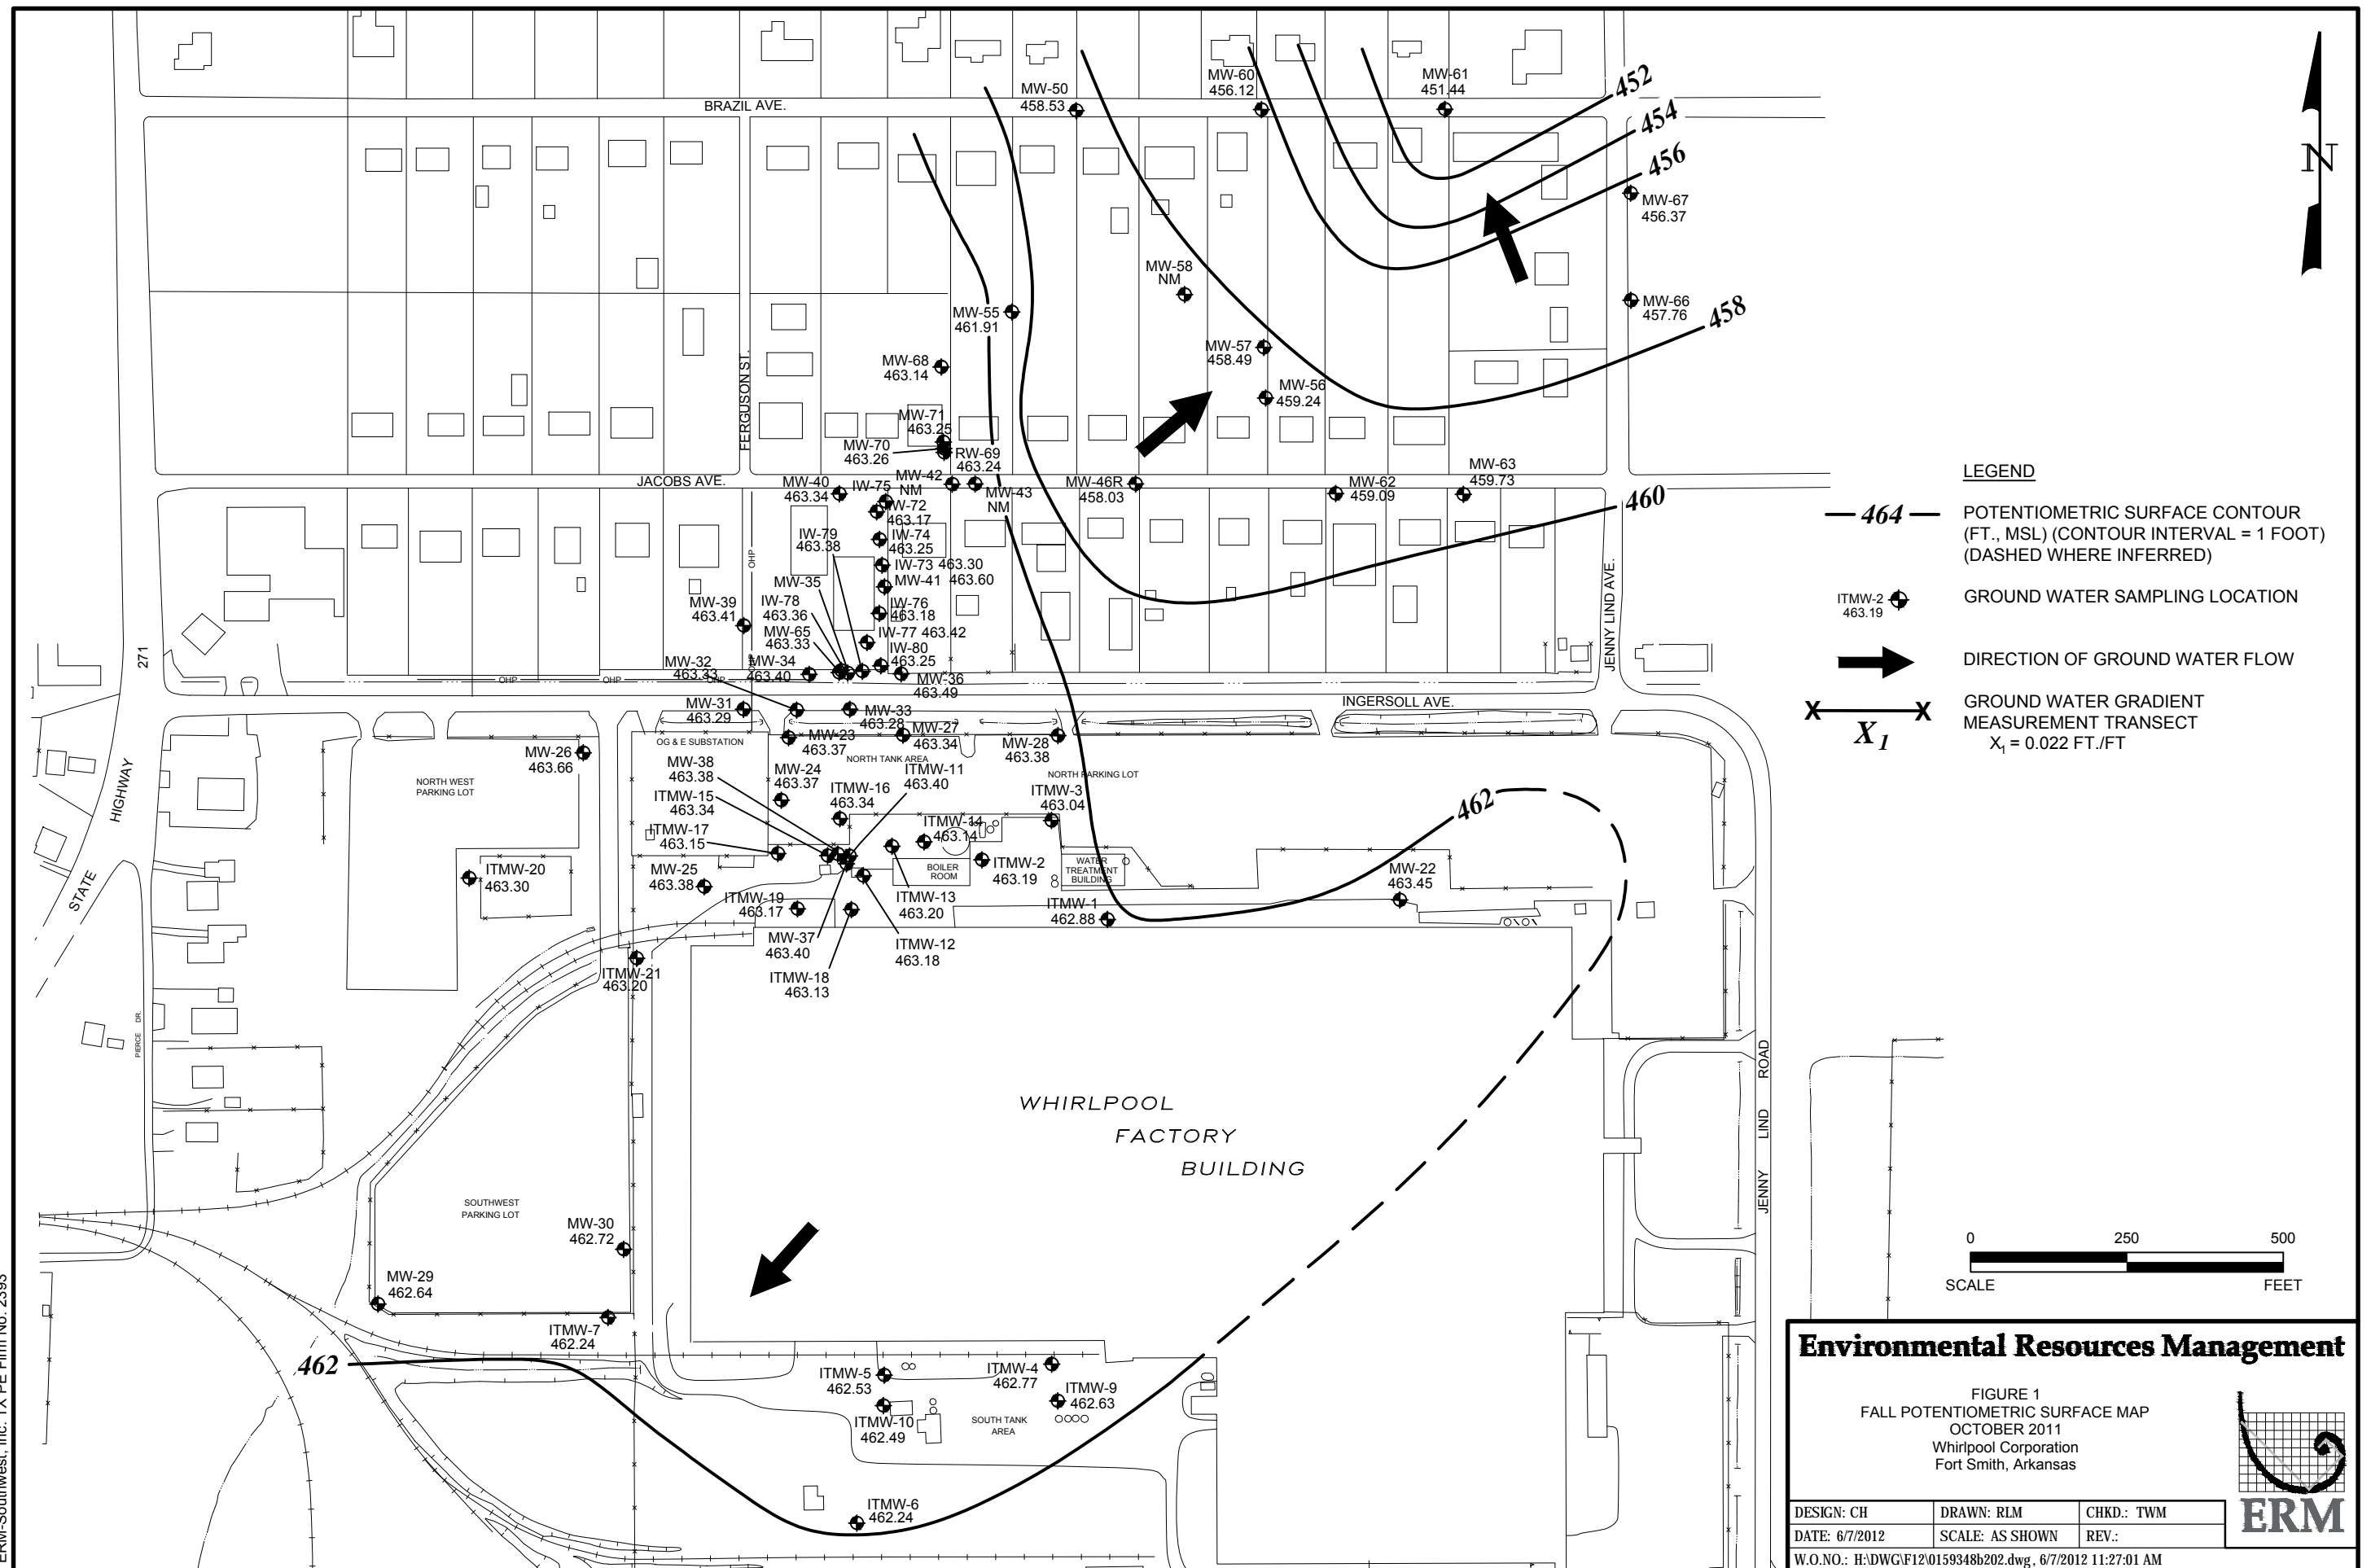 BRAZIL AVE.
MW-50
458.53
MW-60
456.12
MW-61
451.44
452
454
456
N
MW-67
456.37
MW-58
NM
MW-66
457.76
458
MW-55
461.91
MW-57
458.49
MW-68
463.14
MW-56
459.24
FERGUSON ST.
MW-71
463.25
MW-70
463.26
RW-69
463.24
JACOBS AVE.
MW-40
463.34
IW-75
MW-42
NM
MW-43
NM
MW-46R
458.03
MW-62
459.09
MW-63
459.73
460
IW-72
463.17
IW-79
463.38
IW-74
463.25
IW-73 463.30
MW-41 463.60
OHP
MW-35
IW-78
463.36
MW-39
463.41
IW-76
463.18
MW-65
463.33
IW-77 463.42
IW-80
463.25
MW-32
463.33
MW-34
463.40
MW-36
463.49
OHP
OHP
OHP
271
JENNY LIND AVE.
INGERSOLL AVE.
MW-31
463.29
MW-33
463.28
MW-23
463.37
MW-27
463.34
MW-28
463.38
OG & E SUBSTATION
NORTH TANK AREA
NORTH PARKING LOT
MW-26
463.66
NORTH WEST
PARKING LOT
MW-38
463.38
MW-24
463.37
ITMW-11
463.40
ITMW-15
463.34
ITMW-16
463.34
ITMW-3
463.04
462
ITMW-17
463.15
ITMW-14
463.14
ITMW-20
463.30
MW-25
463.38
BOILER
ROOM
ITMW-2
463.19
WATER
TREATMENT
BUILDING
MW-22
463.45
ITMW-19
463.17
ITMW-13
463.20
ITMW-1
462.88
MW-37
463.40
ITMW-12
463.18
ITMW-18
463.13
ITMW-21
463.20
STATE HIGHWAY
PIERCE DR.
WHIRLPOOL
FACTORY
BUILDING
JENNY LIND ROAD
SOUTHWEST
PARKING LOT
MW-30
462.72
MW-29
462.64
ITMW-7
462.24
462
ITMW-5
462.53
ITMW-4
462.77
ITMW-9
462.63
ITMW-10
462.49
SOUTH TANK
AREA
ITMW-6
462.24
LEGEND
464
POTENTIOMETRIC SURFACE CONTOUR
(FT., MSL) (CONTOUR INTERVAL = 1 FOOT)
(DASHED WHERE INFERRED)
ITMW-2
463.19
GROUND WATER SAMPLING LOCATION
DIRECTION OF GROUND WATER FLOW
X X
X1
GROUND WATER GRADIENT
MEASUREMENT TRANSECT
X1 = 0.022 FT./FT
0 250 500
SCALE FEET
Environmental Resources Management
FIGURE 1
FALL POTENTIOMETRIC SURFACE MAP
OCTOBER 2011
Whirlpool Corporation
Fort Smith, Arkansas
ERM
DESIGN: CH DRAWN: RLM CHKD.: TWM
DATE: 6/7/2012 SCALE: AS SHOWN REV.:
W.O.NO.: H:\DWG\F12\0159348b202.dwg, 6/7/2012 11:27:01 AM
ERM-Southwest, Inc. TX PE Firm No. 2393